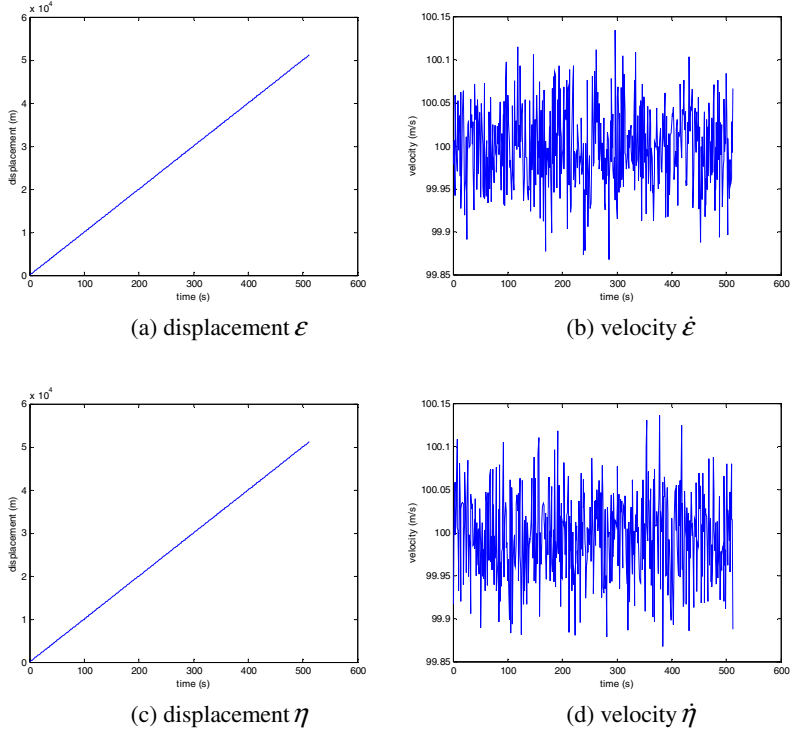 x 10⁴
6
5
4
3
2
1
0
displacement (m)
0 100 200 300 400 500 600
time (s)
(a) displacement ε
100.15
100.1
100.05
100
99.95
99.9
99.85
velocity (m/s)
0 100 200 300 400 500 600
time (s)
(b) velocity ε̇
x 10⁴
6
5
4
3
2
1
0
displacement (m)
0 100 200 300 400 500 600
time (s)
(c) displacement η
100.15
100.1
100.05
100
99.95
99.9
99.85
velocity (m/s)
0 100 200 300 400 500 600
time (s)
(d) velocity η̇